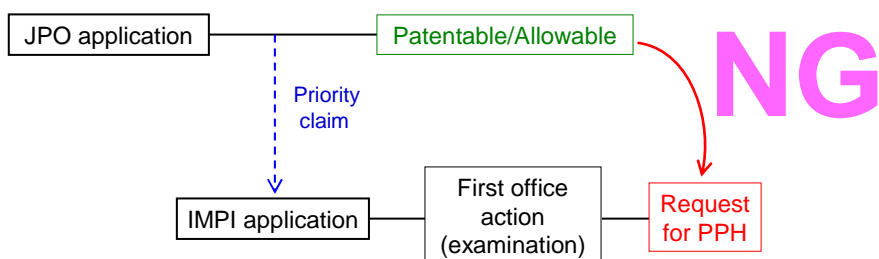 JPO application
Patentable/Allowable
NG
Priority
claim
IMPI application
First office
action
(examination)
Request
for PPH